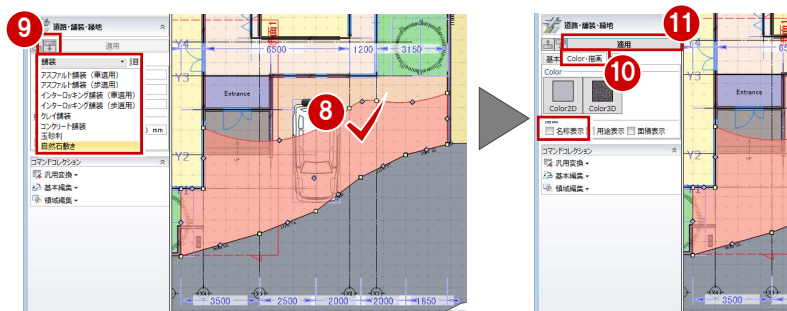 9
道路・舗装・緑地
適用
舗装
アスファルト舗装（車道用）
アスファルト舗装（歩道用）
インターロッキング舗装（車道用）
インターロッキング舗装（歩道用）
クレイ舗装
コンクリート舗装
玉砂利
自然石敷き
mm
コマンドコレクション
汎用変換
基本編集
領域編集
Y4
Y3
Y2
6500
1200
3150
Entrance
UP
8
3500
2500
2000
2000
1850
11
道路・舗装・緑地
適用
基本
Color・描画
10
Color
Color2D
Color3D
名称表示
用途表示
面積表示
コマンドコレクション
汎用変換
基本編集
領域編集
Y4
Y3
Y2
Entrance
UP
3500